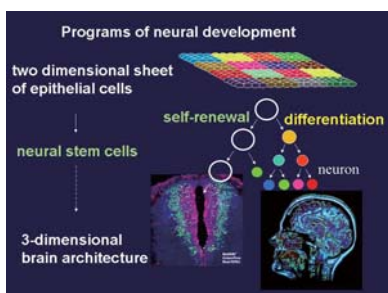 Programs of neural development
two dimensional sheet
of epithelial cells
self-renewal
differentiation
neural stem cells
neuron
3-dimensional
brain architecture